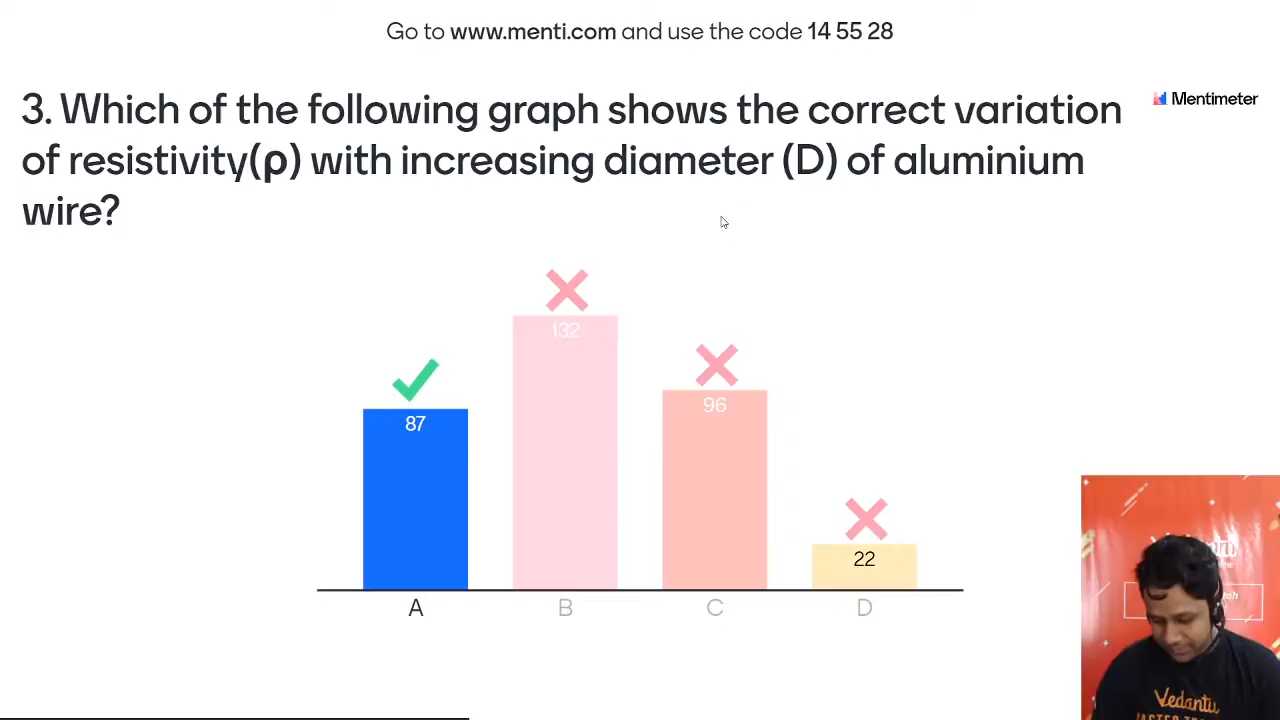 Go to www.menti.com and use the code 14 55 28
3. Which of the following graph shows the correct variation
of resistivity(ρ) with increasing diameter (D) of aluminium
wire?
Mentimeter
132
96
87
22
A
B
C
D
Vedantu